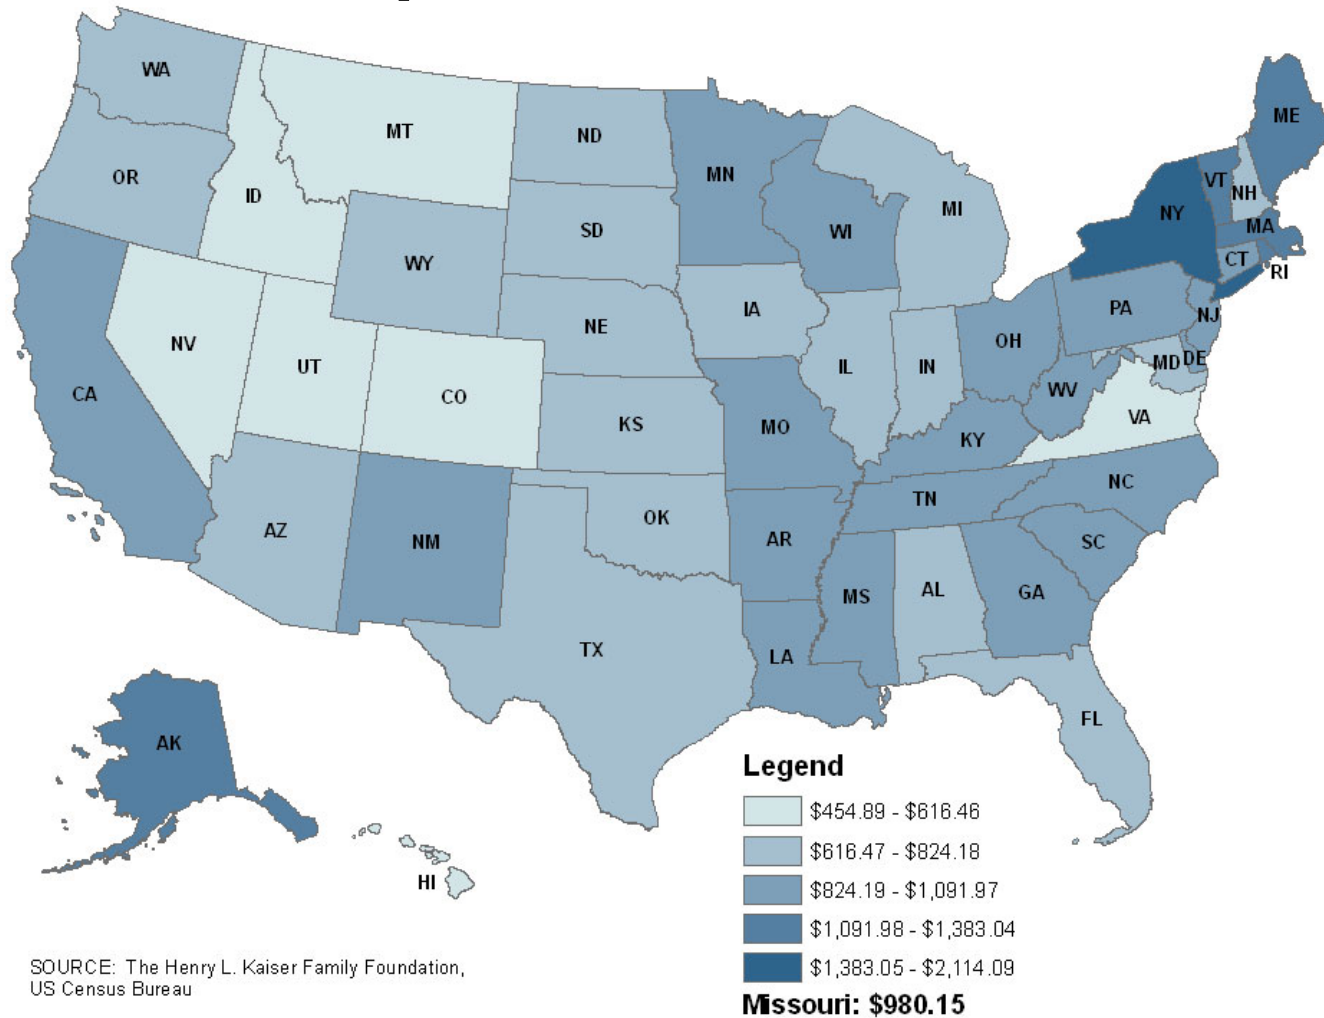 WA
MT
ND
ME
OR
ID
MN
VT
NH
MI
NY
SD
WI
MA
WY
CT
RI
IA
PA
NE
NJ
OH
NV
UT
IL
IN
MD
DE
CA
CO
WV
VA
KS
MO
KY
NC
TN
OK
AZ
NM
AR
SC
MS
AL
GA
TX
LA
FL
AK
HI
Legend
$454.89 - $616.46
$616.47 - $824.18
$824.19 - $1,091.97
$1,091.98 - $1,383.04
$1,383.05 - $2,114.09
Missouri: $980.15
SOURCE: The Henry L. Kaiser Family Foundation,
US Census Bureau